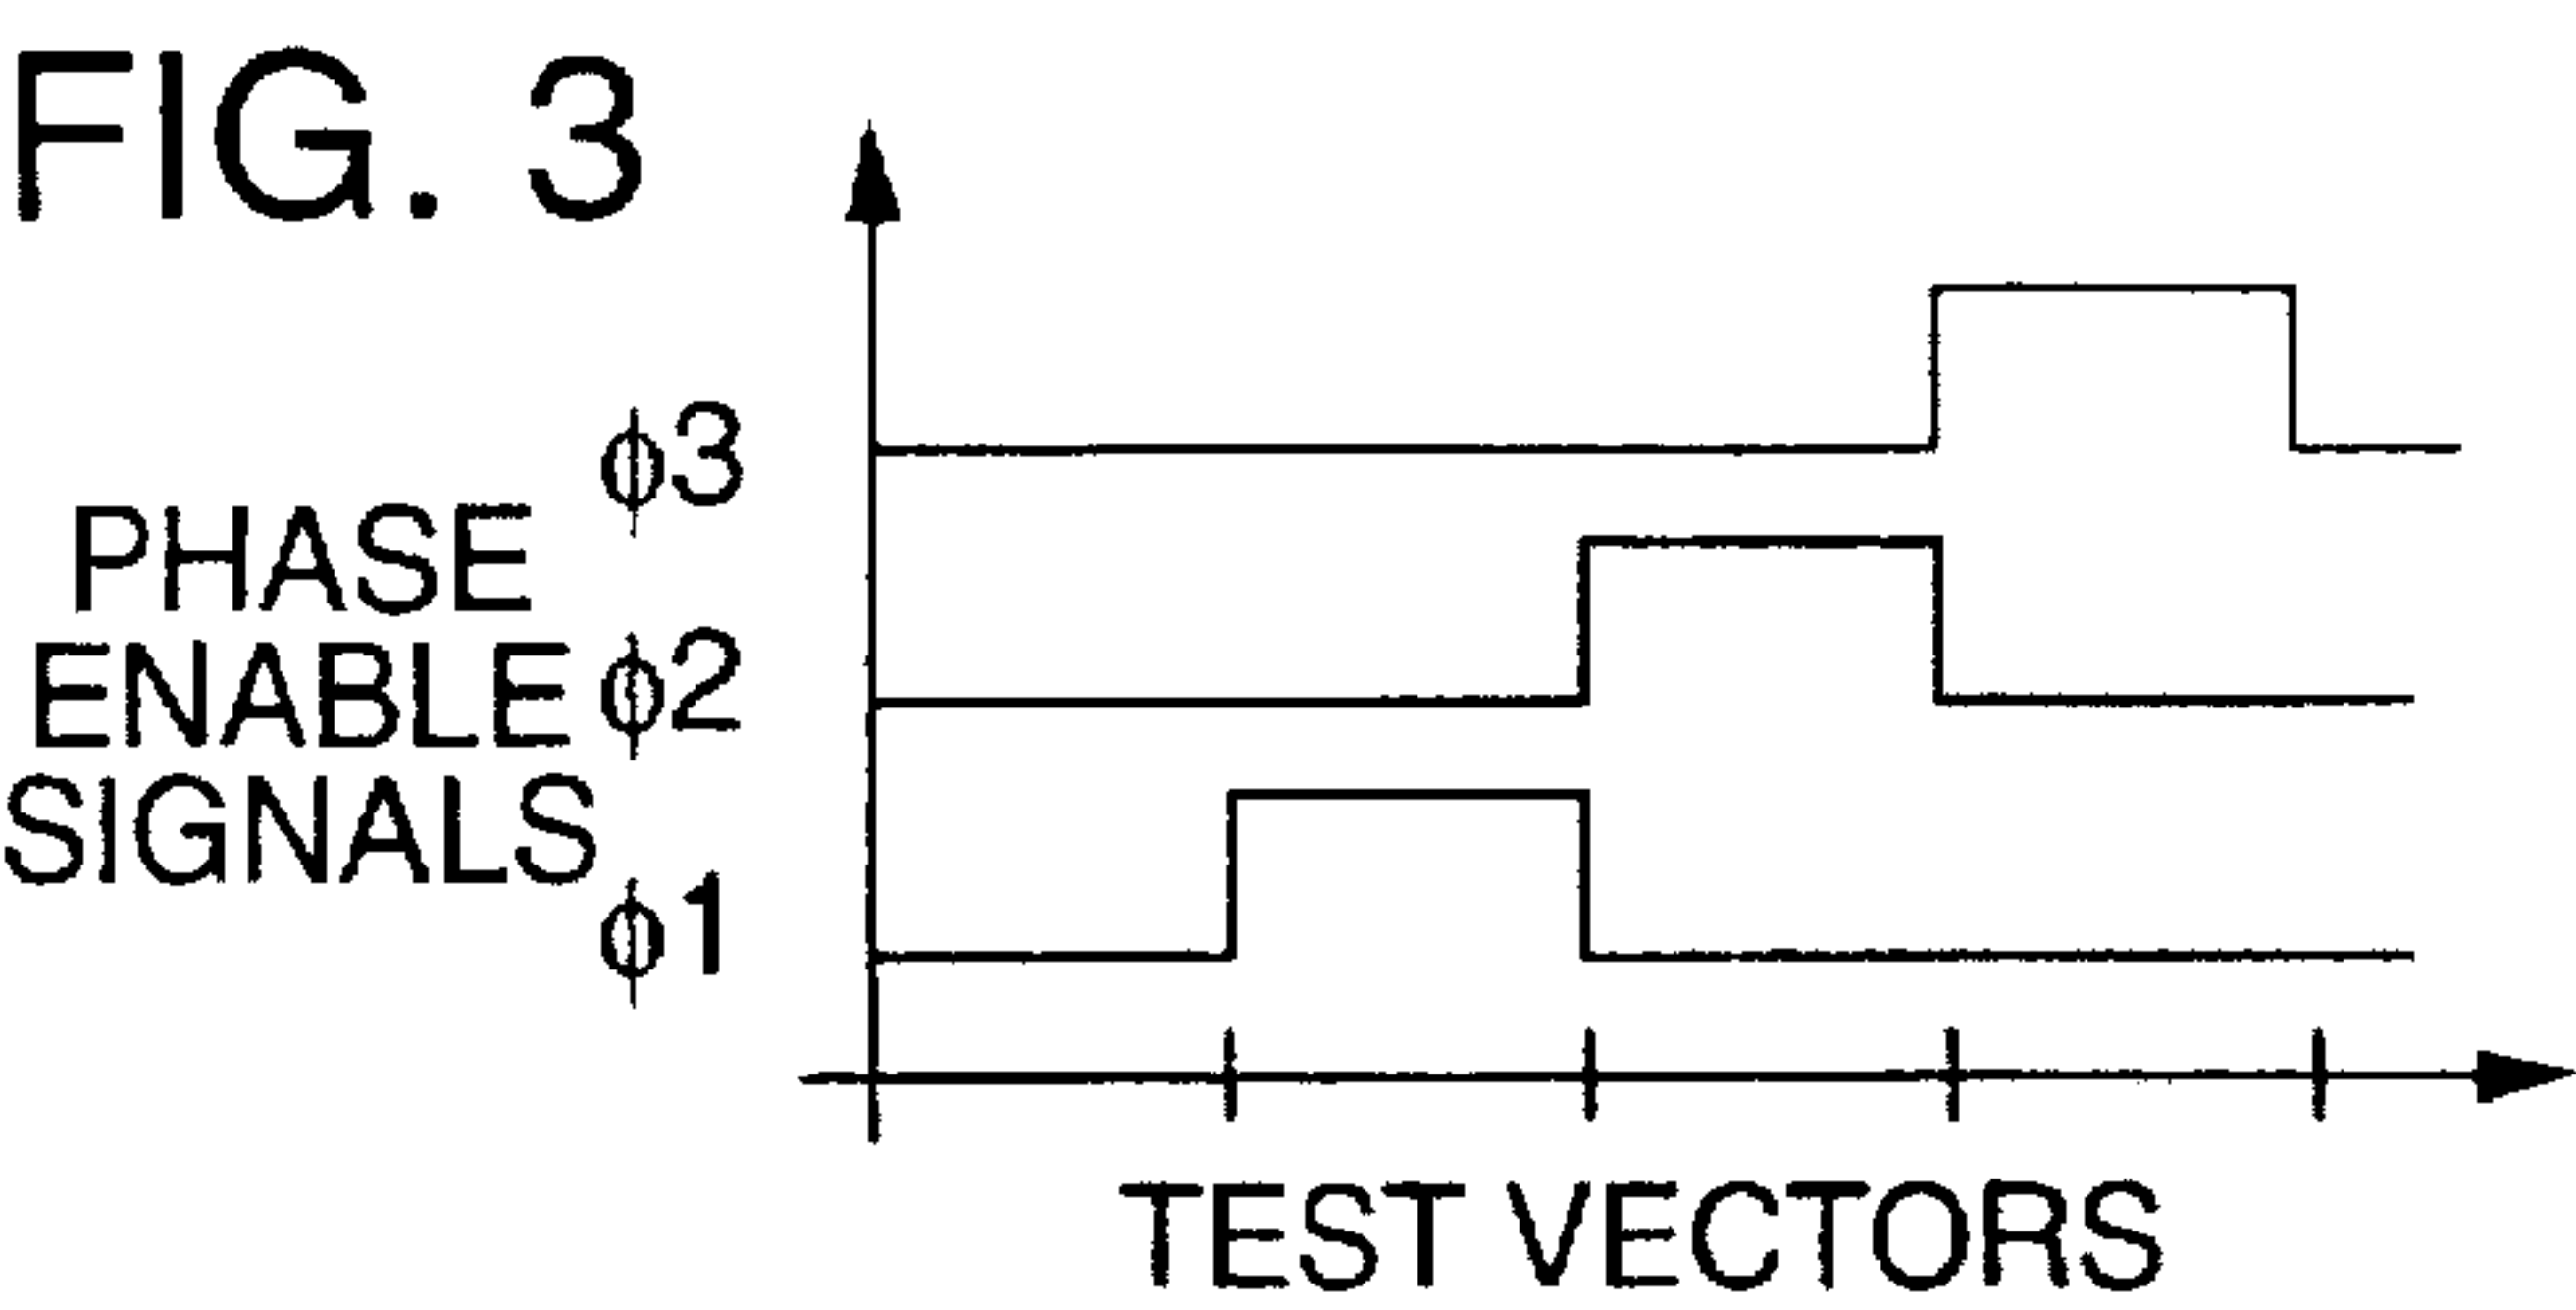 FIG. 3
ϕ3
PHASE
ENABLE
SIGNALS
ϕ2
ϕ1
TEST VECTORS